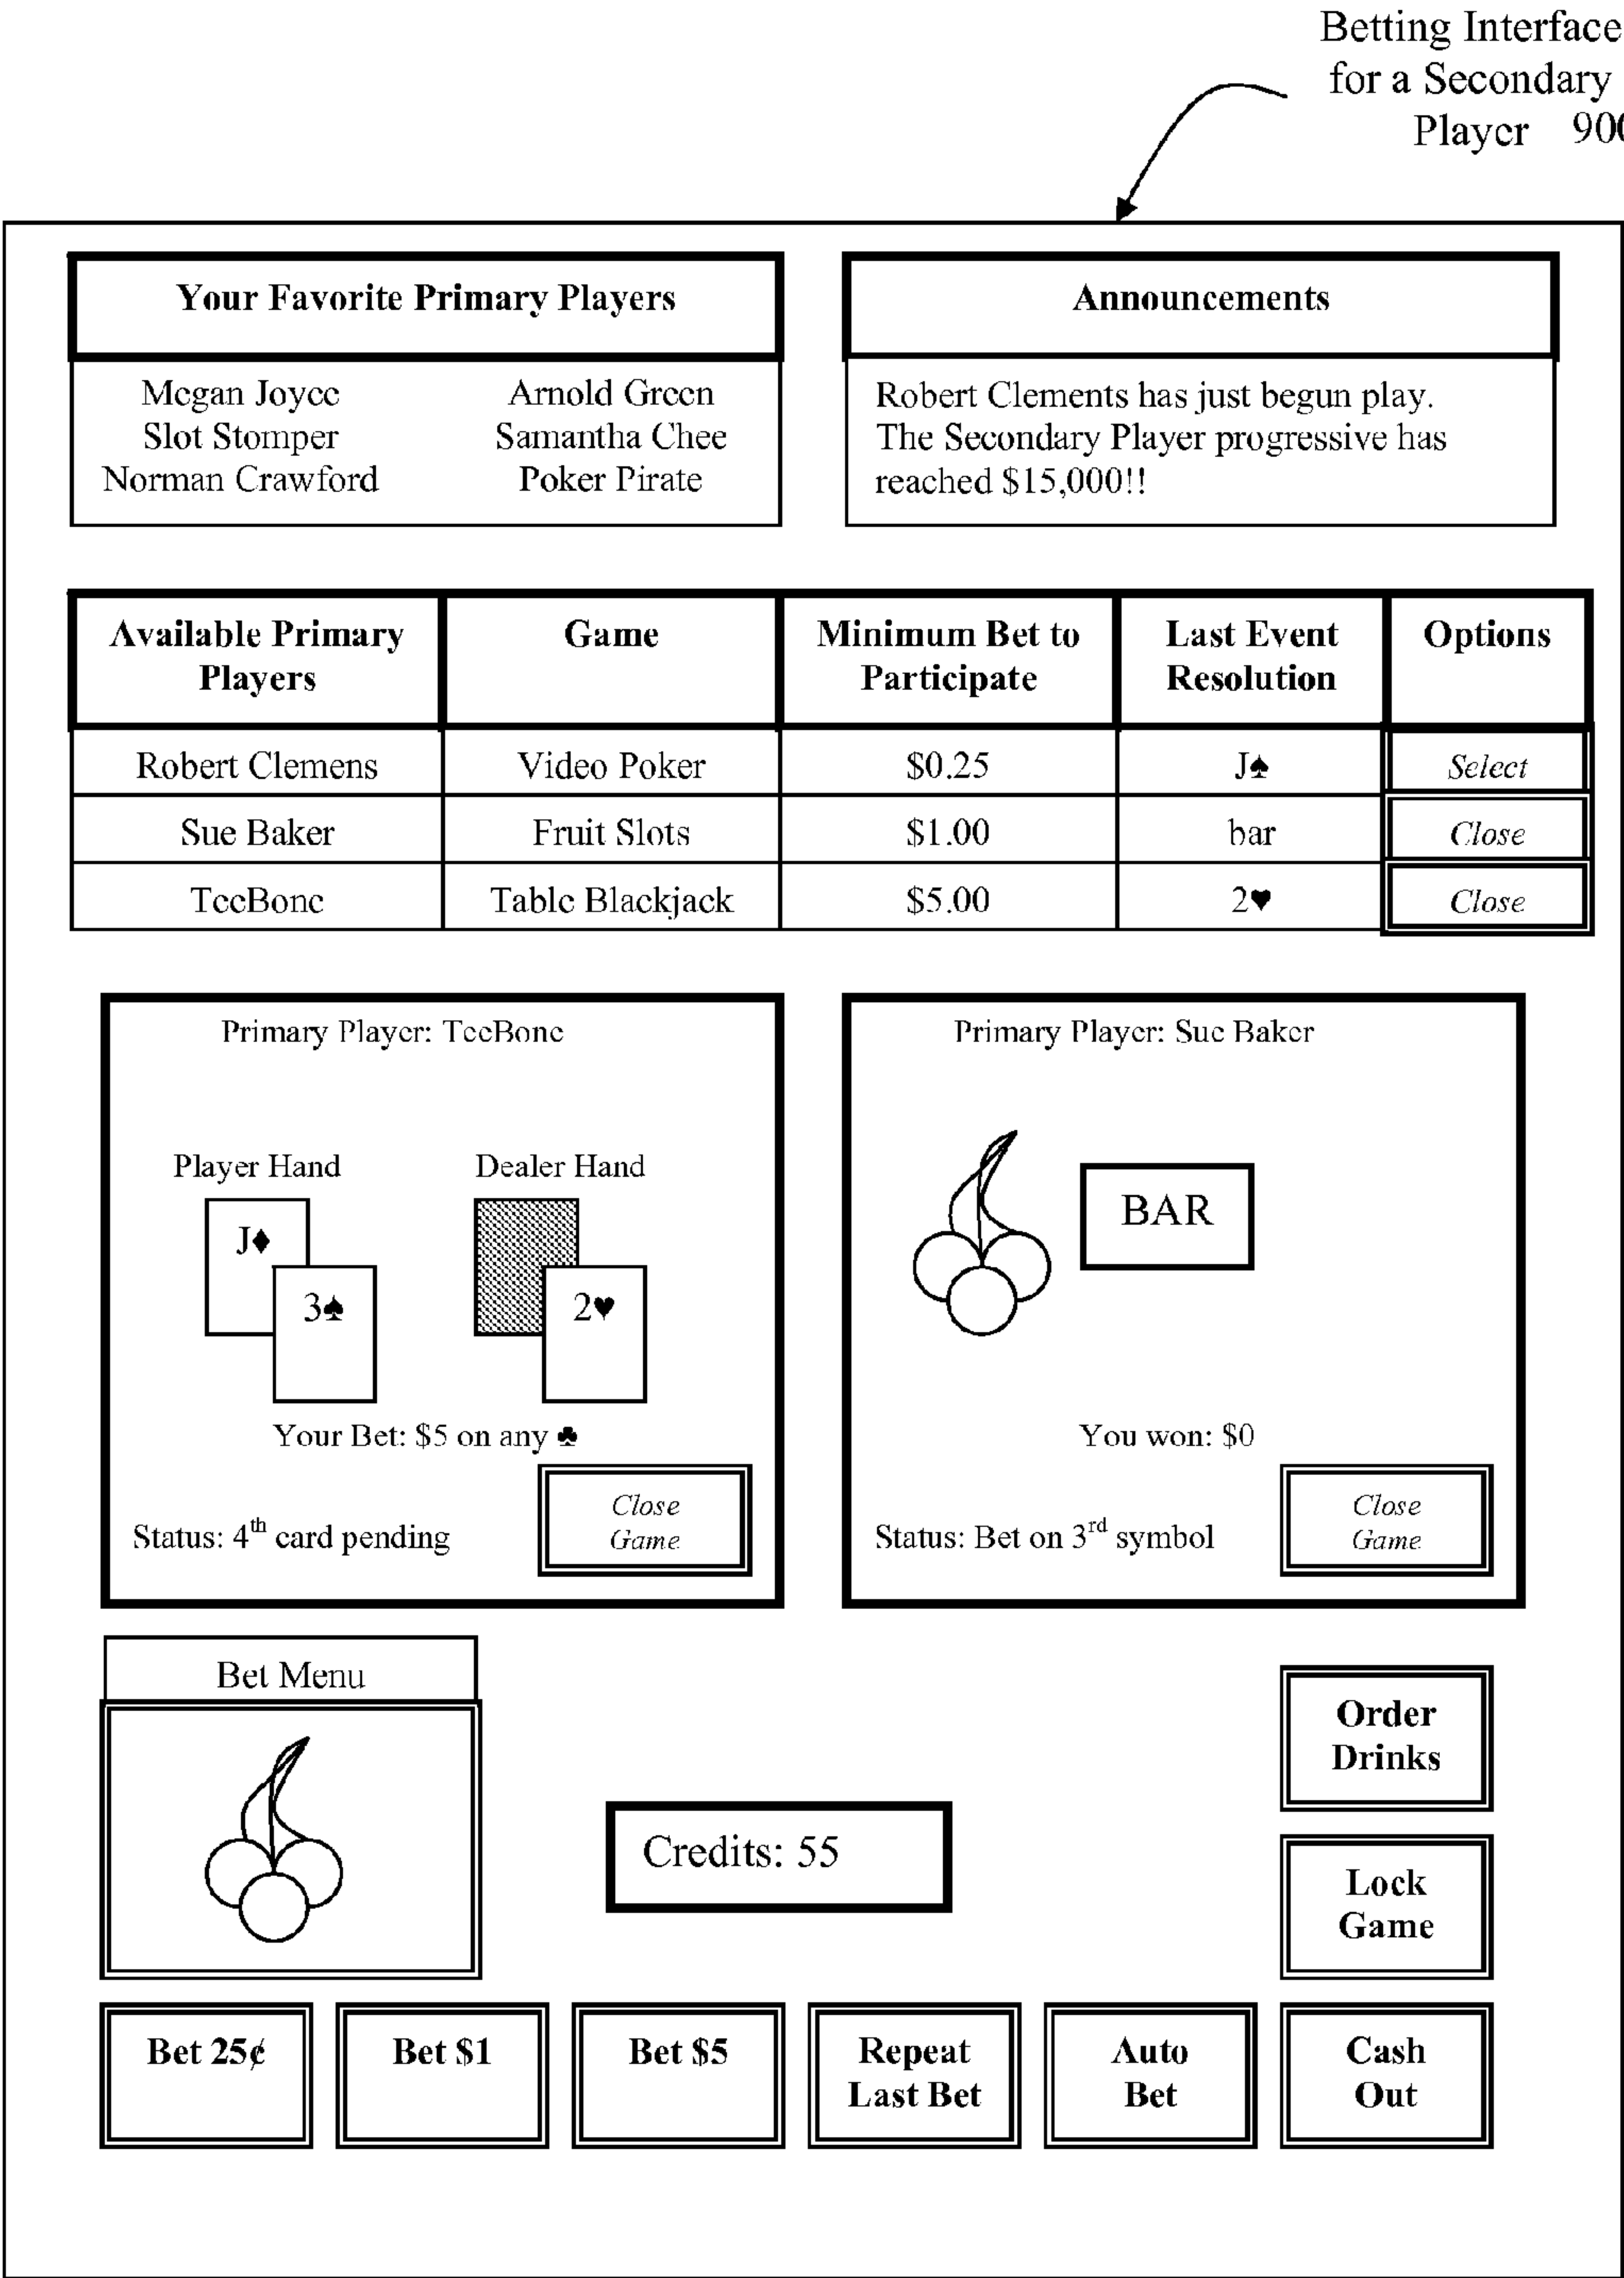 Betting Interface
for a Secondary
Player 900
Your Favorite Primary Players
Megan Joyce Arnold Green
Slot Stomper Samantha Chee
Norman Crawford Poker Pirate
Announcements
Robert Clements has just begun play.
The Secondary Player progressive has
reached $15,000!!
Available Primary Players Game Minimum Bet to Participate Last Event Resolution Options
Robert Clemens Video Poker $0.25 J♠ Select
Sue Baker Fruit Slots $1.00 bar Close
TeeBone Table Blackjack $5.00 2♥ Close
Primary Player: TeeBone
Player Hand Dealer Hand
J♦
3♠ 2♥
Your Bet: $5 on any ♣
Close
Game
Status: 4th card pending
Primary Player: Sue Baker
BAR
You won: $0
Close
Game
Status: Bet on 3rd symbol
Bet Menu
Credits: 55
Order
Drinks
Lock
Game
Bet 25¢
Bet $1
Bet $5
Repeat
Last Bet
Auto
Bet
Cash
Out